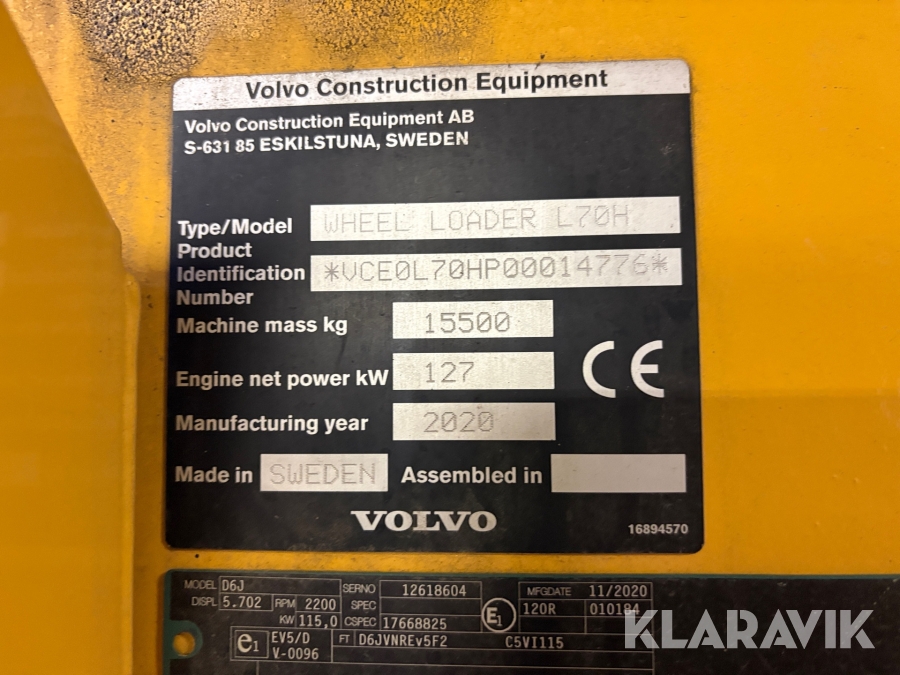 Volvo Construction Equipment
Volvo Construction Equipment AB
S-631 85 ESKILSTUNA, SWEDEN
Type/Model WHEEL LOADER L70H
Product
Identification *VCE0L70HP00014776*
Number
Machine mass kg 15500
Engine net power kW 127
CE
Manufacturing year 2020
Made in SWEDEN Assembled in
VOLVO
16894570
MODEL D6J SERNO 12618604 MFGDATE 11/2020
DISPL 5.702 RPM 2200 SPEC E1 120R 010184
KW 115,0 CSPEC 17668825
e1 EV5/D FT D6JVNREv5F2 C5VI115
V-0096
KLARAVIK